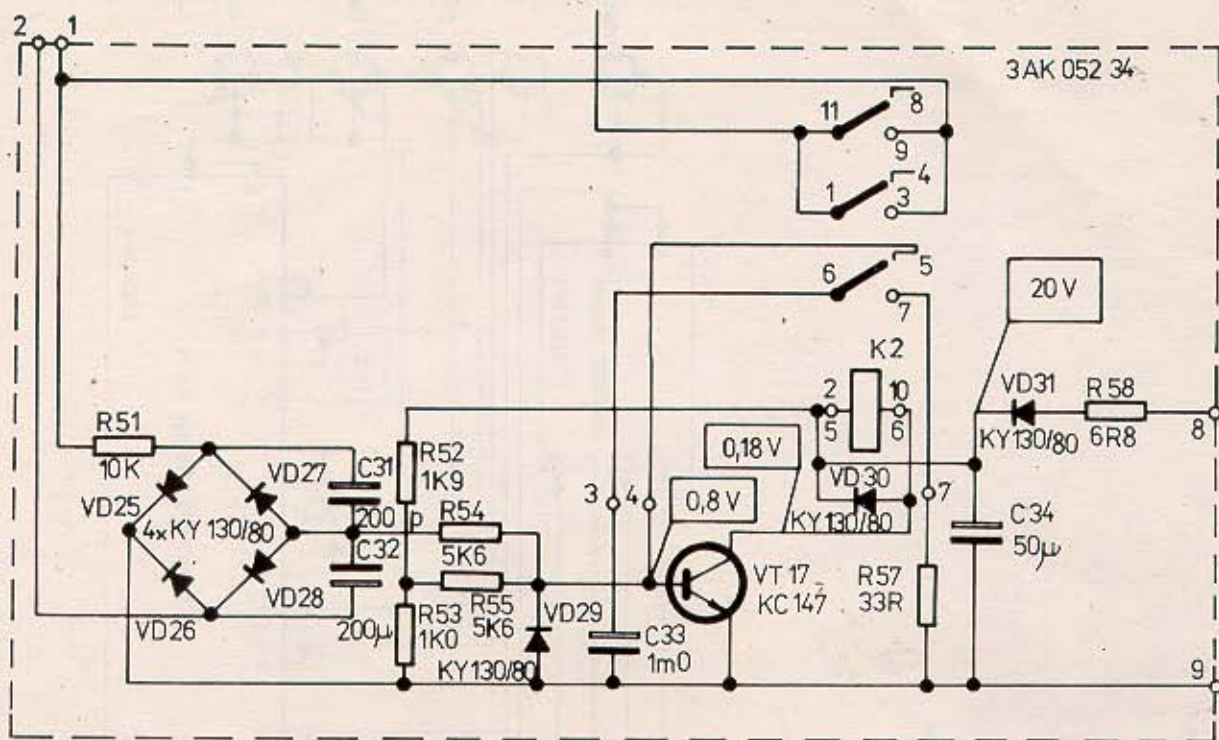 2 1
3AK 052 34
11 8
9
1 4
3
6 5
7
20 V
K2
2 10
5 6
VD31
R58
KY130/80
6R8
8
R51
10K
VD27
C31
R52
1K9
0,18 V
VD30
VD25
4x KY 130/80
200 μ
R54
3 4
0,8 V
KY130/80
7
C34
50μ
C32
5K6
VT 17
KC 147
R57
33R
VD28
VD26
200μ
R53
1K0
R55
5K6
VD29
C33
1m0
KY130/80
9